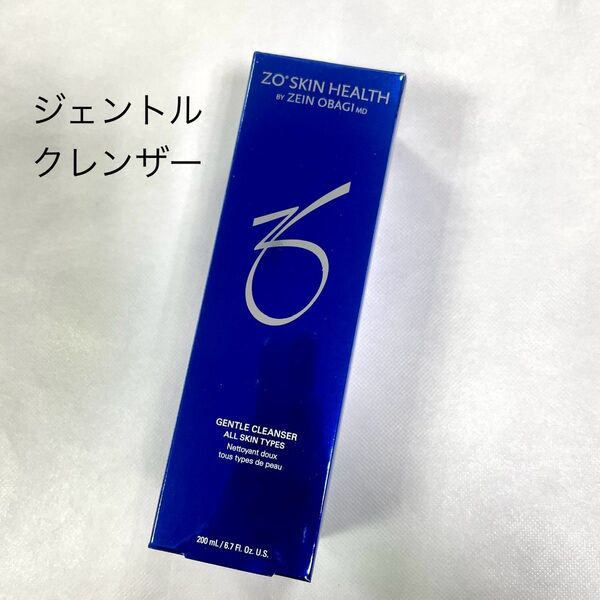 ジェントル
クレンザー
ZO® SKIN HEALTH
BY ZEIN OBAGI MD
GENTLE CLEANSER
ALL SKIN TYPES
Nettoyant doux
tous types de peau
200 mL / 6.7 Fl. Oz. U.S.